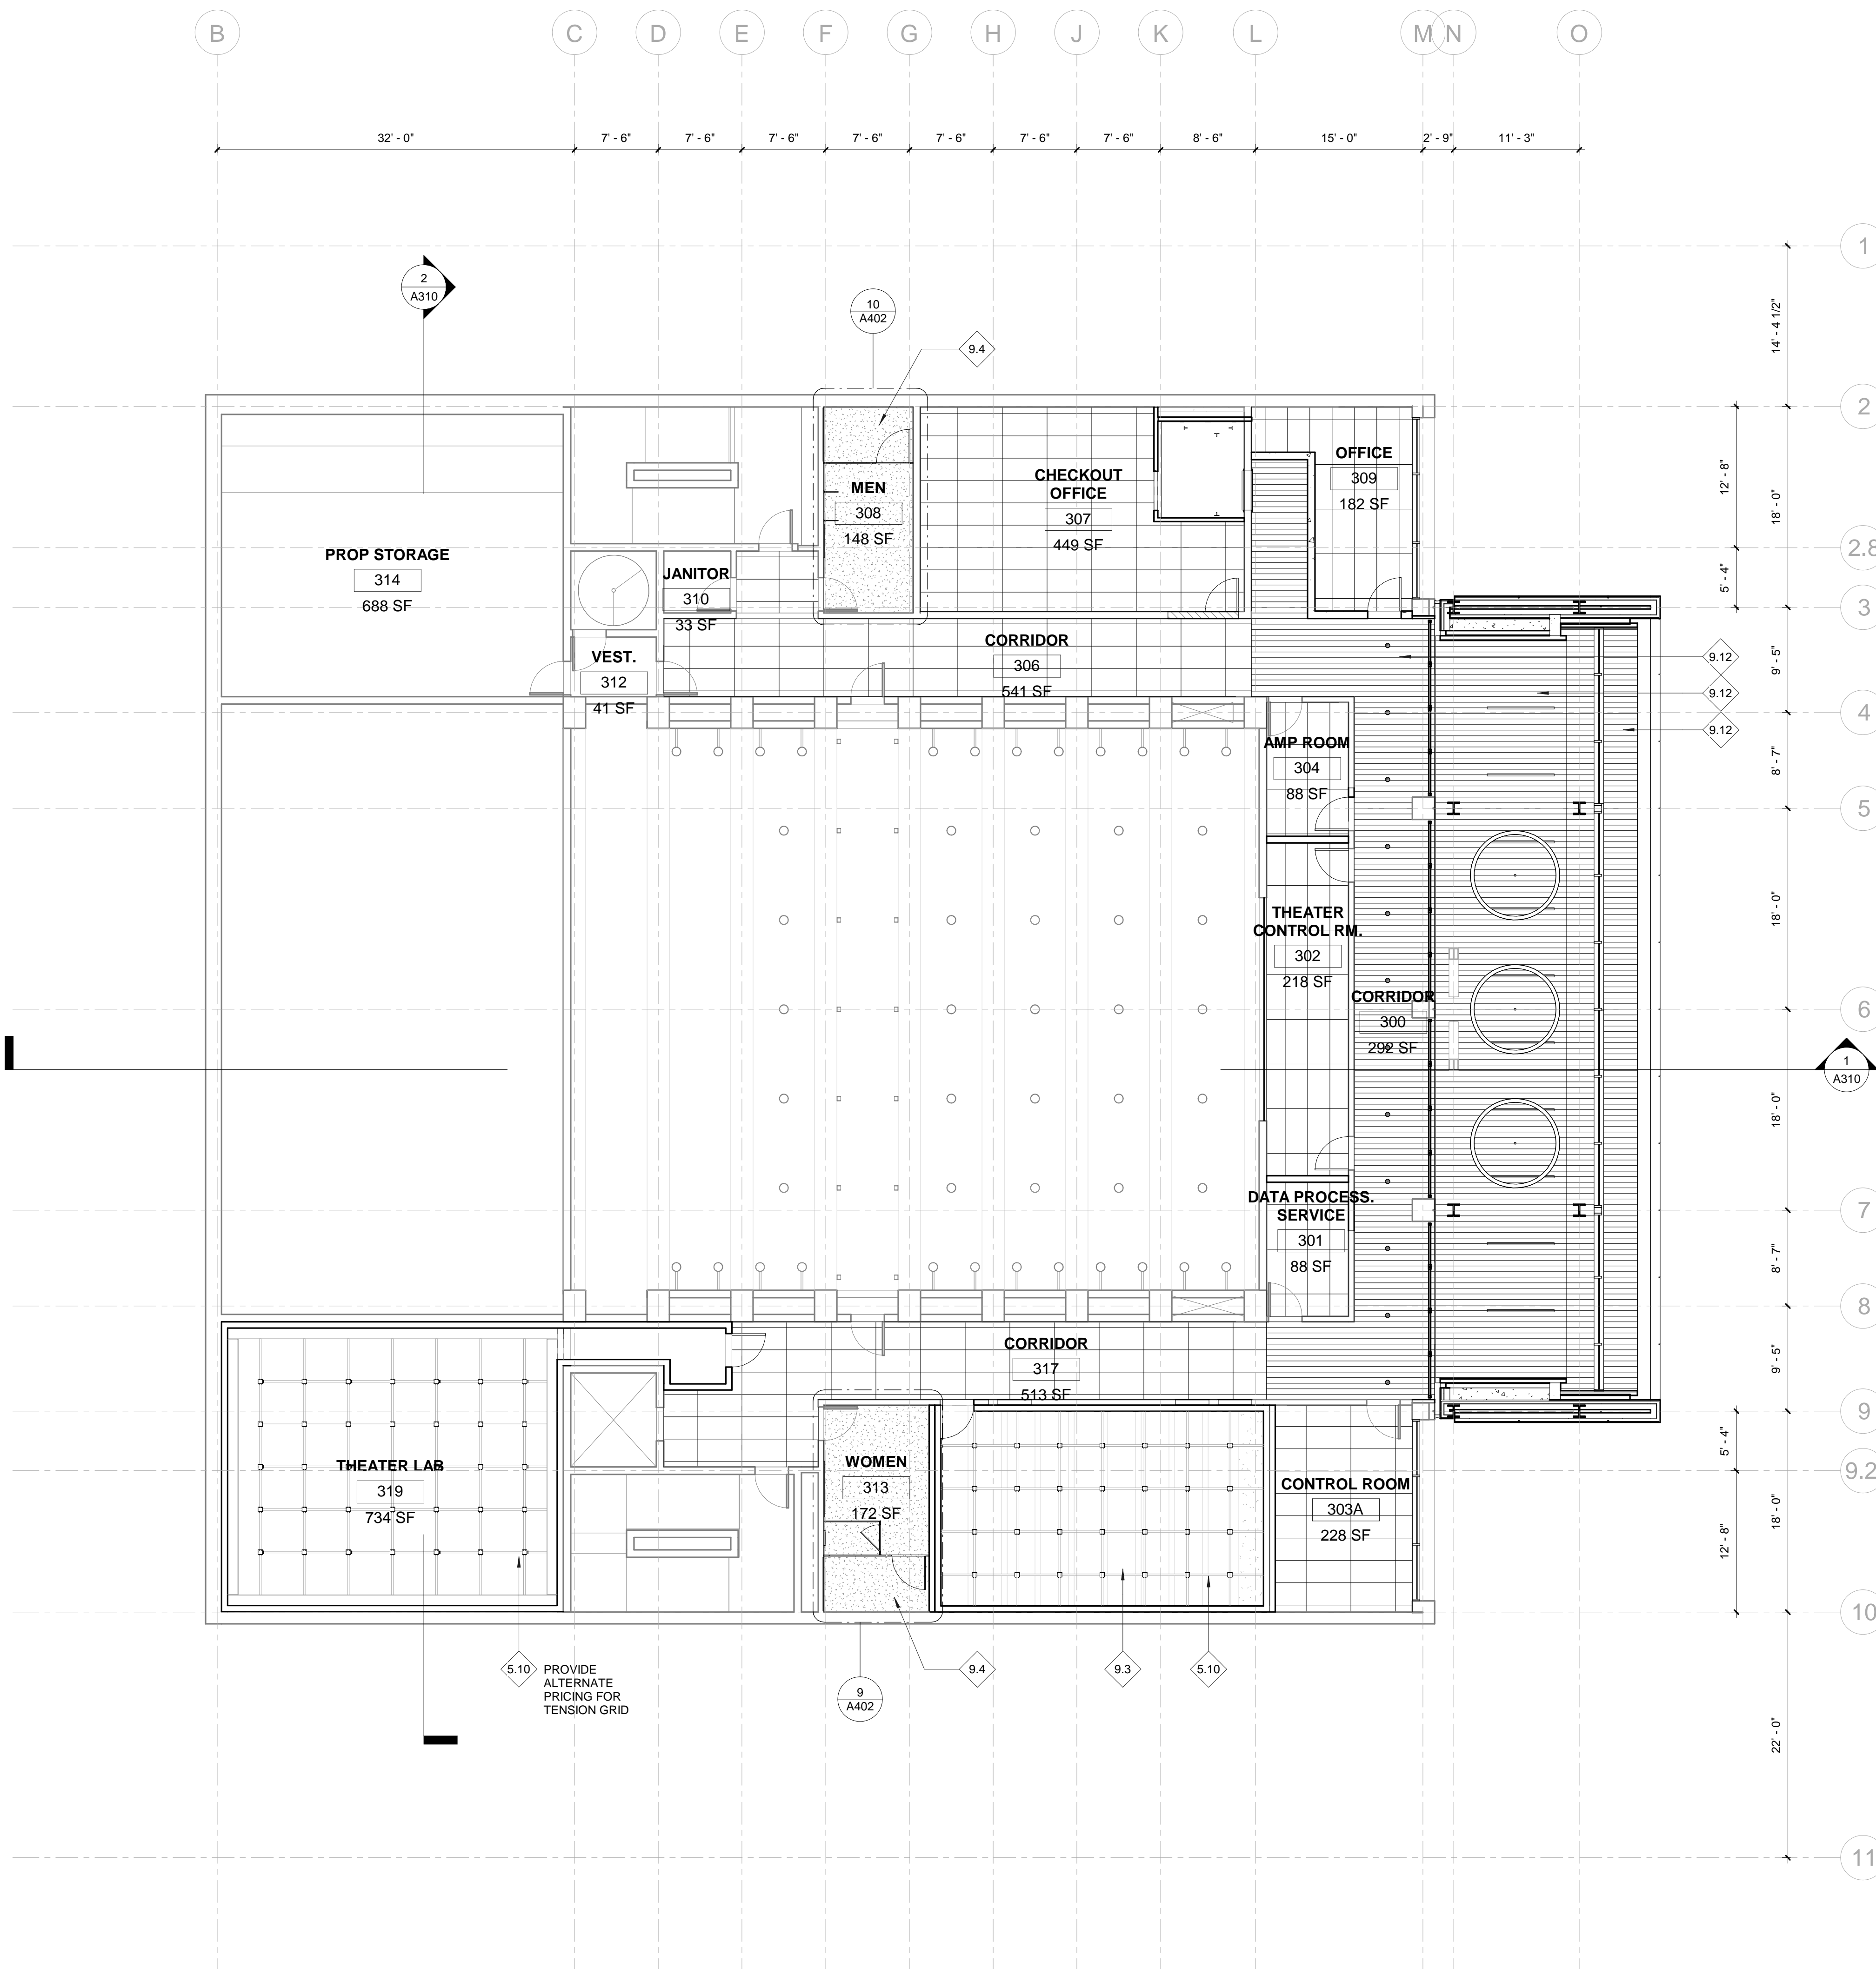 B
C
D
E
F
G
H
J
K
L
M
N
O
32' - 0"
7' - 6"
7' - 6"
7' - 6"
7' - 6"
7' - 6"
7' - 6"
7' - 6"
8' - 6"
15' - 0"
2' - 9"
11' - 3"
1
2
A310
10
A402
9.4
14' - 4 1/2"
2
OFFICE
309
182 SF
CHECKOUT
OFFICE
307
449 SF
MEN
308
148 SF
12' - 8"
18' - 0"
2.8
PROP STORAGE
314
688 SF
JANITOR
310
33 SF
5' - 4"
3
VEST.
312
41 SF
CORRIDOR
306
541 SF
9.12
9.12
9.12
9' - 5"
4
AMP ROOM
304
88 SF
8' - 7"
5
THEATER
CONTROL RM.
302
218 SF
18' - 0"
CORRIDOR
300
292 SF
6
1
A310
18' - 0"
DATA PROCESS.
SERVICE
301
88 SF
7
8' - 7"
8
CORRIDOR
317
513 SF
9' - 5"
9
THEATER LAB
319
734 SF
WOMEN
313
172 SF
CONTROL ROOM
303A
228 SF
5' - 4"
9.2
18' - 0"
12' - 8"
10
5.10
PROVIDE
ALTERNATE
PRICING FOR
TENSION GRID
9
A402
9.4
9.3
5.10
22' - 0"
11